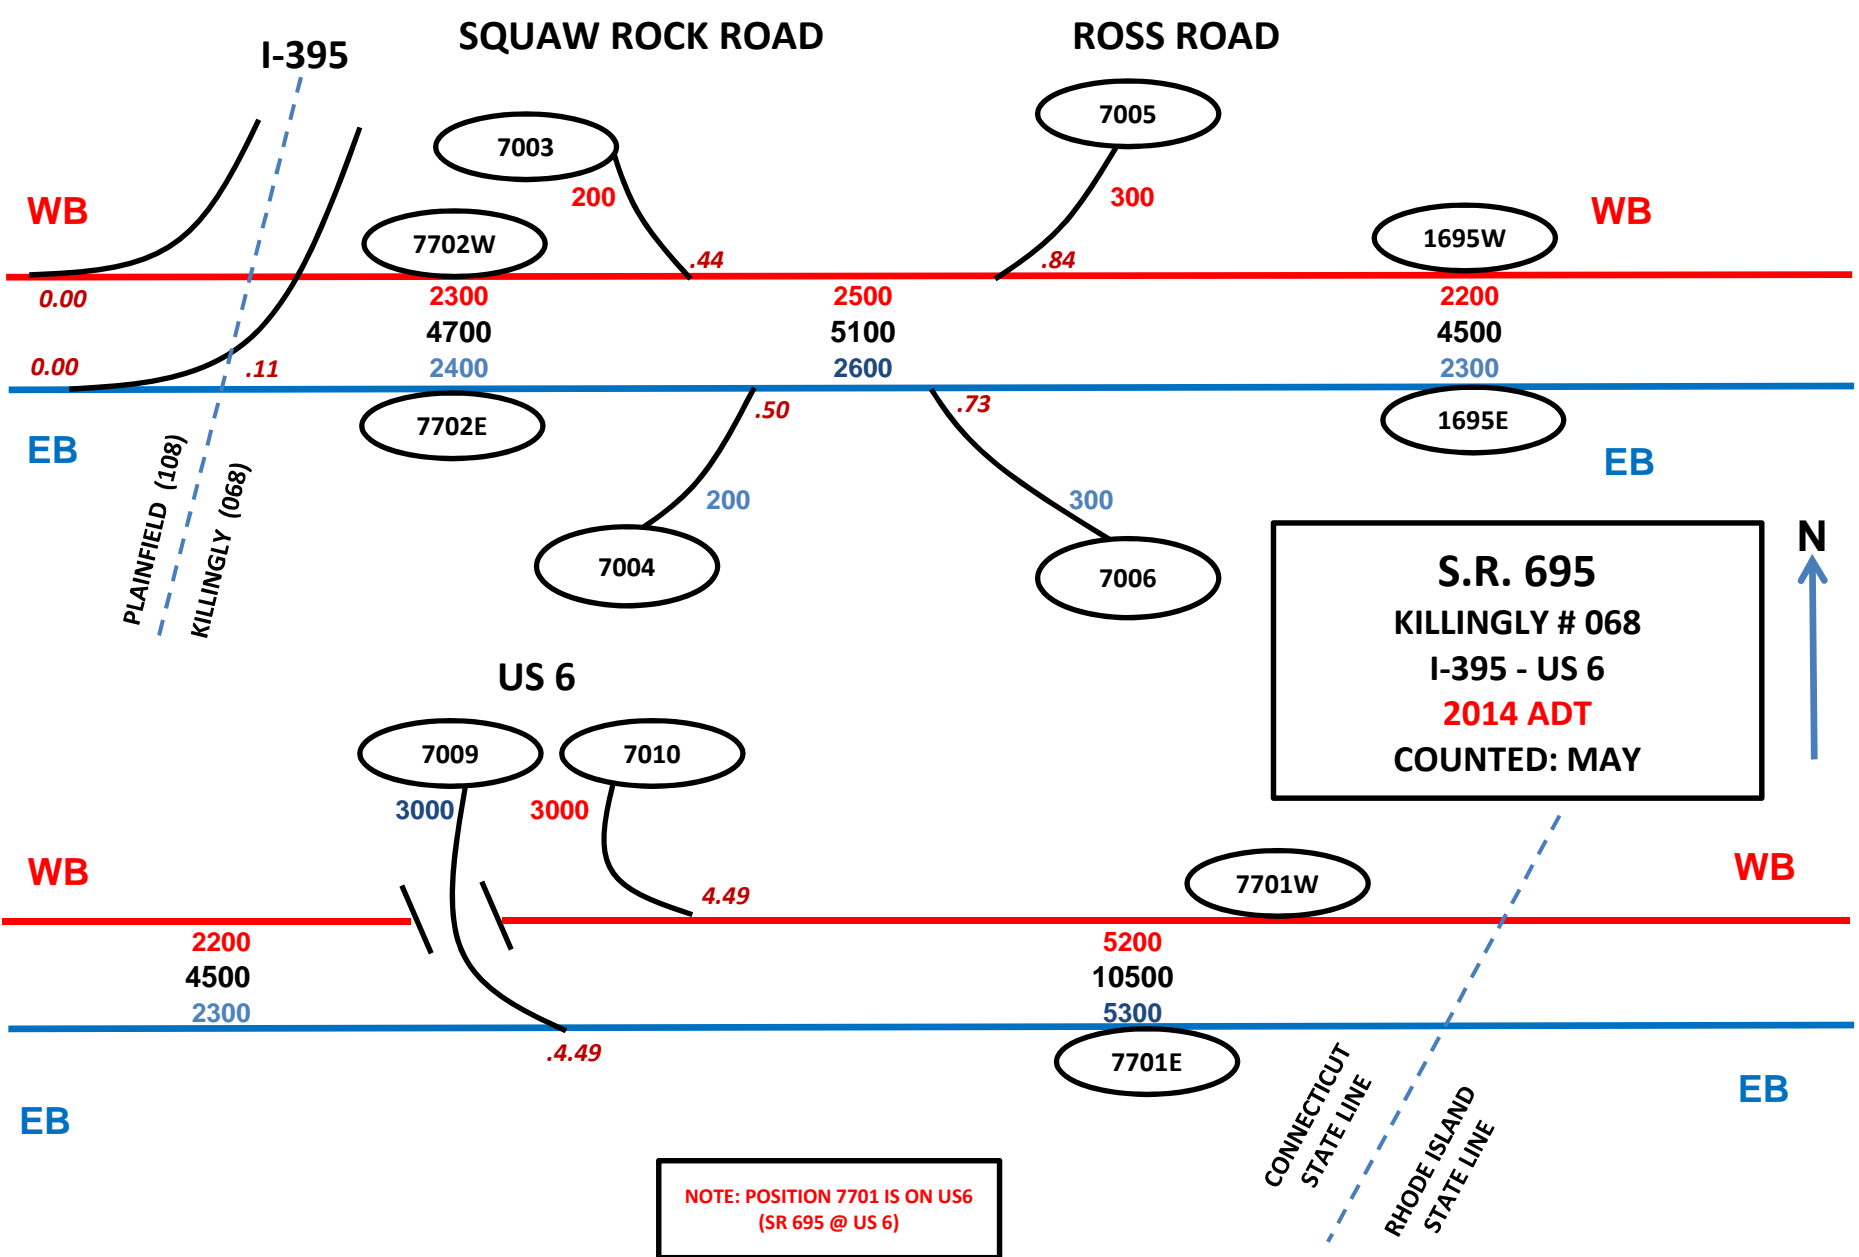 SQUAW ROCK ROAD
ROSS ROAD
I-395
7003
7005
200
300
WB
7702W
1695W
WB
.44
.84
0.00
2300
2500
2200
4700
5100
4500
0.00
.11
2400
2600
2300
7702E
.50
.73
1695E
EB
EB
PLAINFIELD (108)
KILLINGLY (068)
200
300
7004
7006
S.R. 695
KILLINGLY # 068
I-395 - US 6
2014 ADT
COUNTED: MAY
N
US 6
7009
7010
3000
3000
WB
7701W
WB
4.49
2200
5200
4500
10500
2300
5300
.4.49
7701E
EB
EB
CONNECTICUT
STATE LINE
RHODE ISLAND
STATE LINE
NOTE: POSITION 7701 IS ON US6
(SR 695 @ US 6)